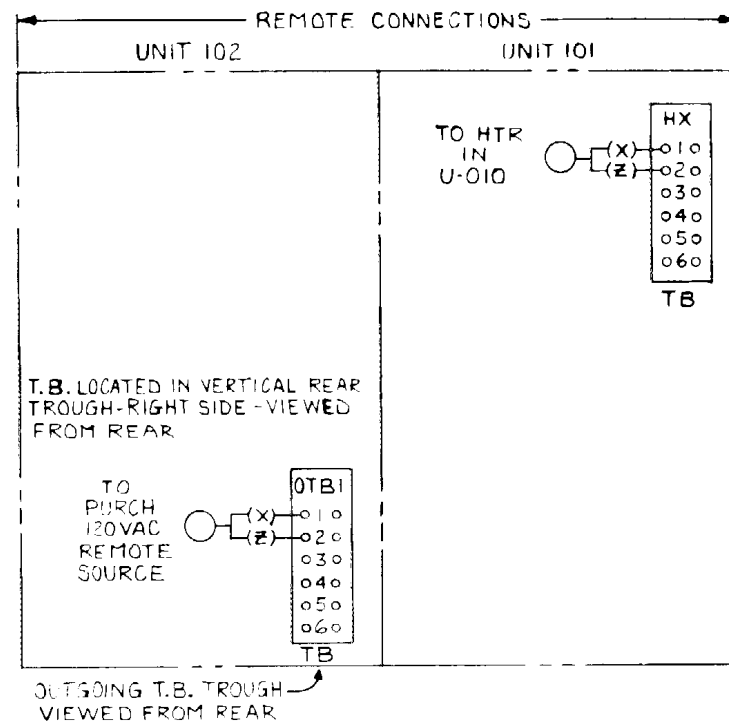 REMOTE CONNECTIONS
UNIT 102
UNIT 101
TO HTR
IN
U-010
(X)
(Z)
HX
1
2
3
4
5
6
TB
T.B. LOCATED IN VERTICAL REAR
TROUGH-RIGHT SIDE-VIEWED
FROM REAR
TO
PURCH
120VAC
REMOTE
SOURCE
(X)
(Z)
OTB1
1
2
3
4
5
6
TB
OUTGOING T.B. TROUGH
VIEWED FROM REAR